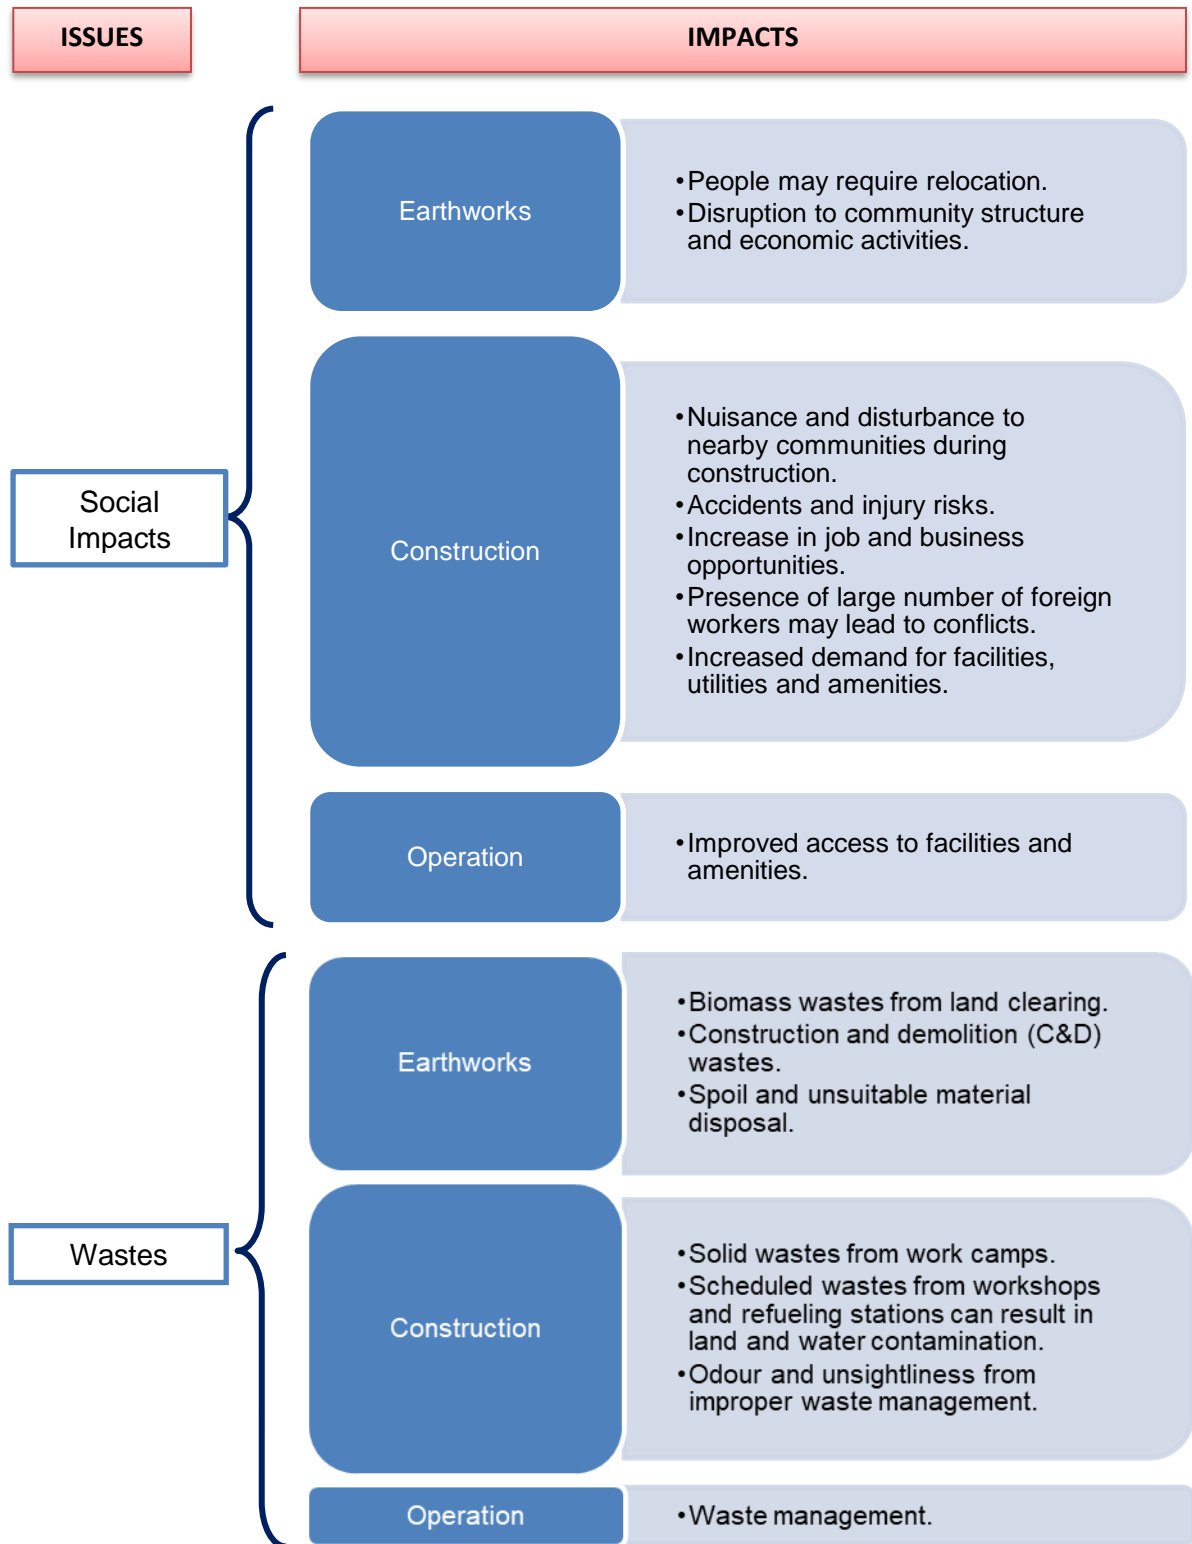 ISSUES
IMPACTS
Social
Impacts
Earthworks
•People may require relocation.
•Disruption to community structure
and economic activities.
Construction
•Nuisance and disturbance to
nearby communities during
construction.
•Accidents and injury risks.
•Increase in job and business
opportunities.
•Presence of large number of foreign
workers may lead to conflicts.
•Increased demand for facilities,
utilities and amenities.
Operation
•Improved access to facilities and
amenities.
Wastes
Earthworks
•Biomass wastes from land clearing.
•Construction and demolition (C&D)
wastes.
•Spoil and unsuitable material
disposal.
Construction
•Solid wastes from work camps.
•Scheduled wastes from workshops
and refueling stations can result in
land and water contamination.
•Odour and unsightliness from
improper waste management.
Operation
•Waste management.